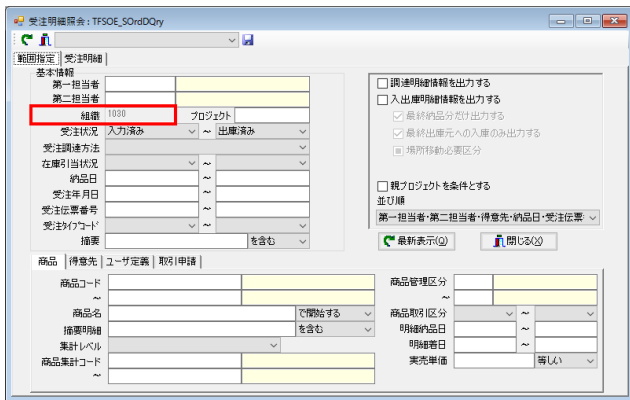 受注明細照会 : TFSOE_SOrdDQry
範囲指定 受注明細
基本情報
第一担当者
第二担当者
組織 1030 プロジェクト
受注状況 入力済み ~ 出庫済み
受注調達方法
在庫引当状況 ~
納品日 ~
受注年月日 ~
受注伝票番号 ~
受注タイプコード ~
摘要 を含む
調達明細情報を出力する
入出庫明細情報を出力する
最終納品分だけ出力する
最終出庫元への入庫のみ出力する
場所移動必要区分
親プロジェクトを条件とする
並び順
第一担当者・第二担当者・得意先・納品日・受注伝票
最新表示(Q) 閉じる(X)
商品 得意先 ユーザ定義 取引申請
商品コード
~
商品名 で開始する
摘要明細 を含む
集計レベル
商品集計コード
~
商品管理区分
~
商品取引区分 ~
明細納品日 ~
明細着日 ~
実売単価 等しい